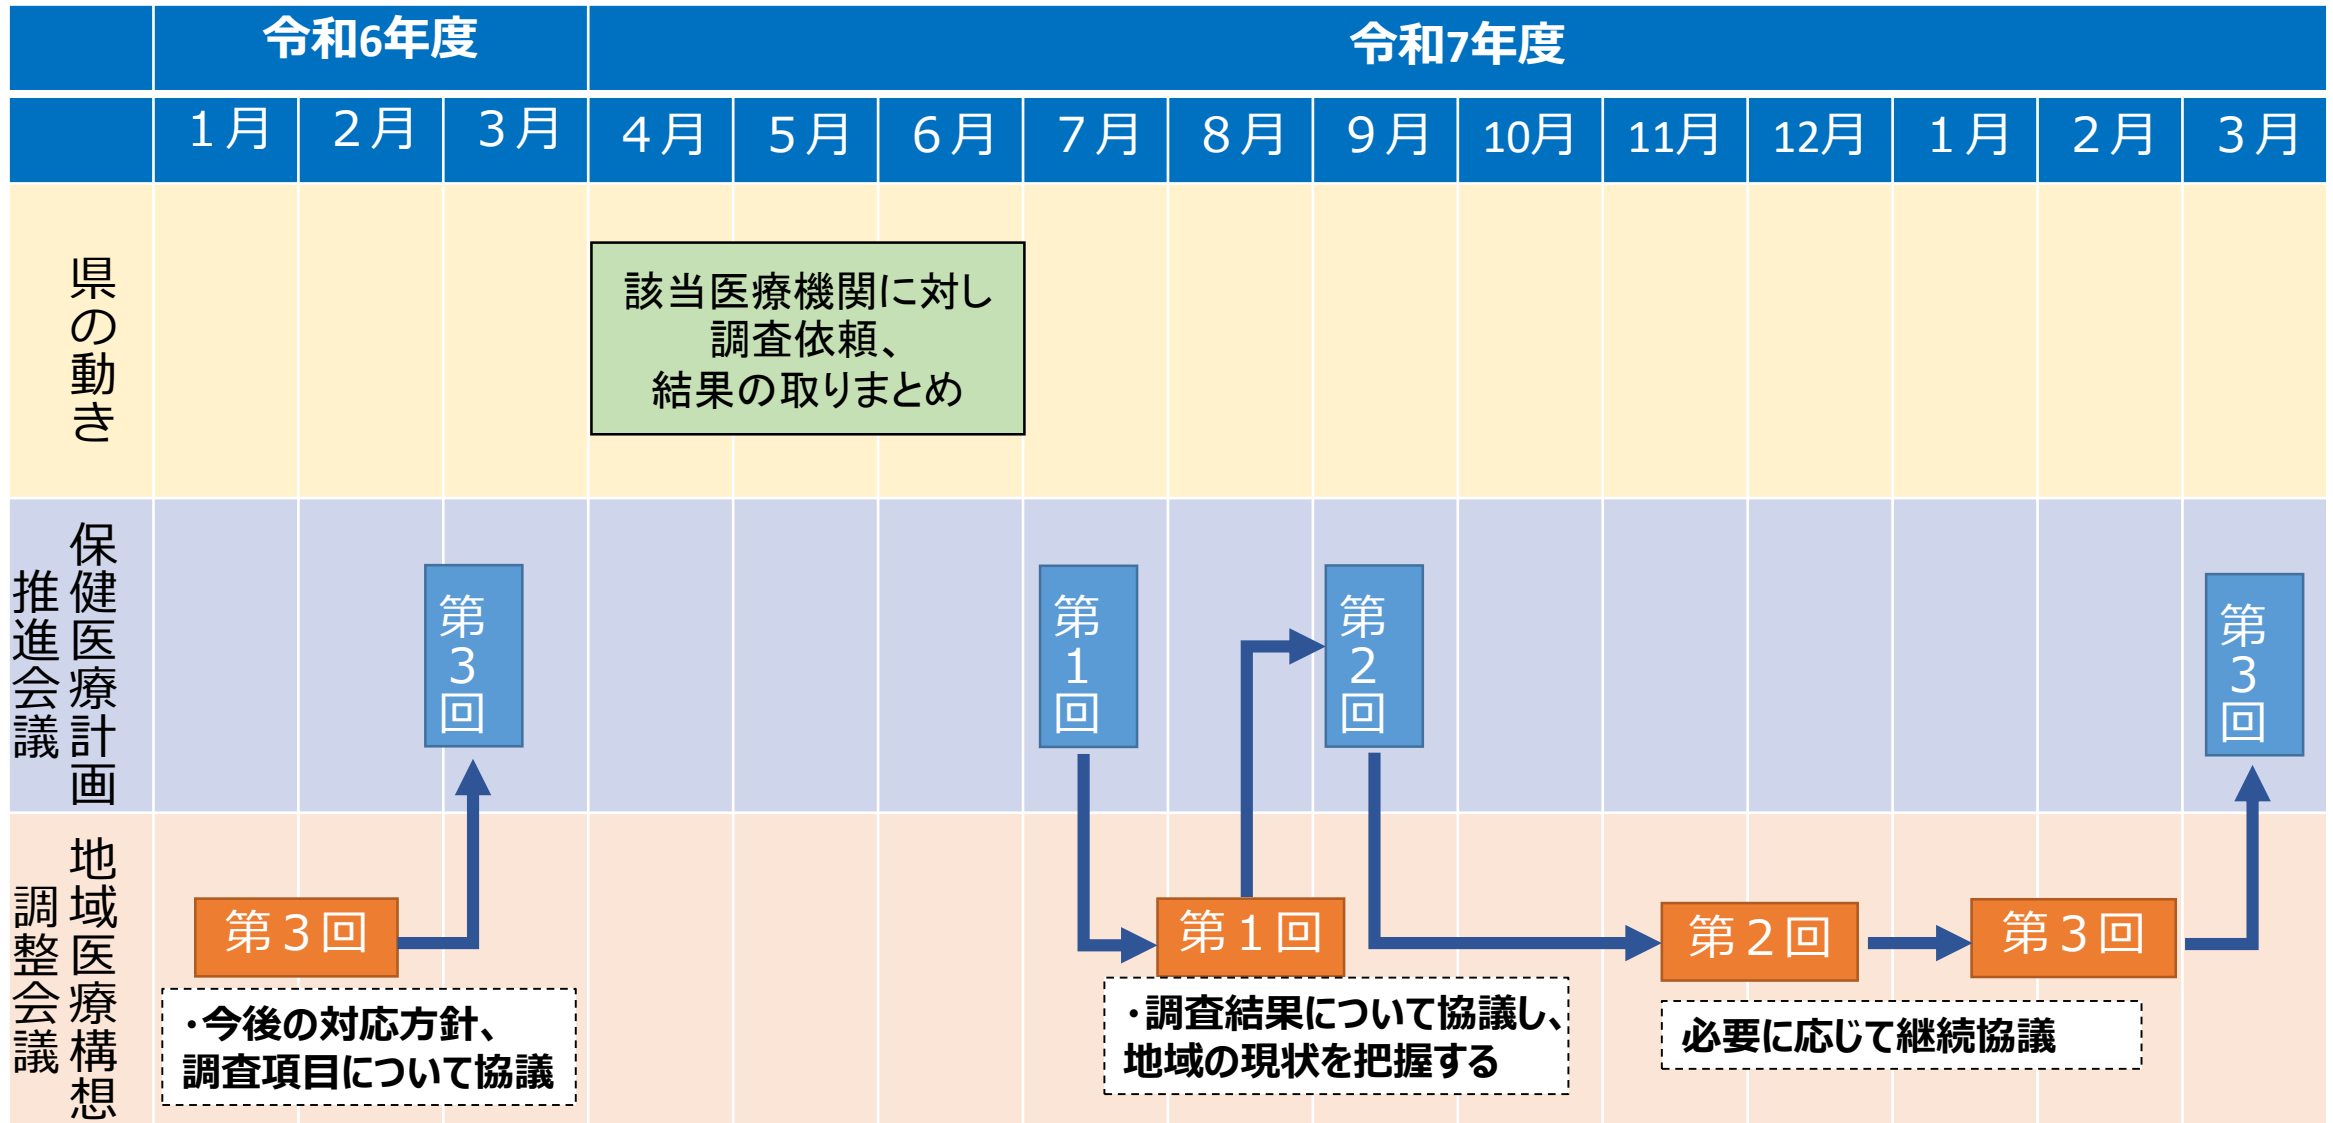 令和6年度
令和7年度
１月
２月
３月
４月
５月
６月
７月
８月
９月
10月
11月
12月
１月
２月
３月
県の動き
該当医療機関に対し
調査依頼、
結果の取りまとめ
保健医療計画
推進会議
第３回
第１回
第２回
第３回
地域医療構想
調整会議
第３回
第１回
第２回
第３回
・今後の対応方針、
調査項目について協議
・調査結果について協議し、
地域の現状を把握する
必要に応じて継続協議